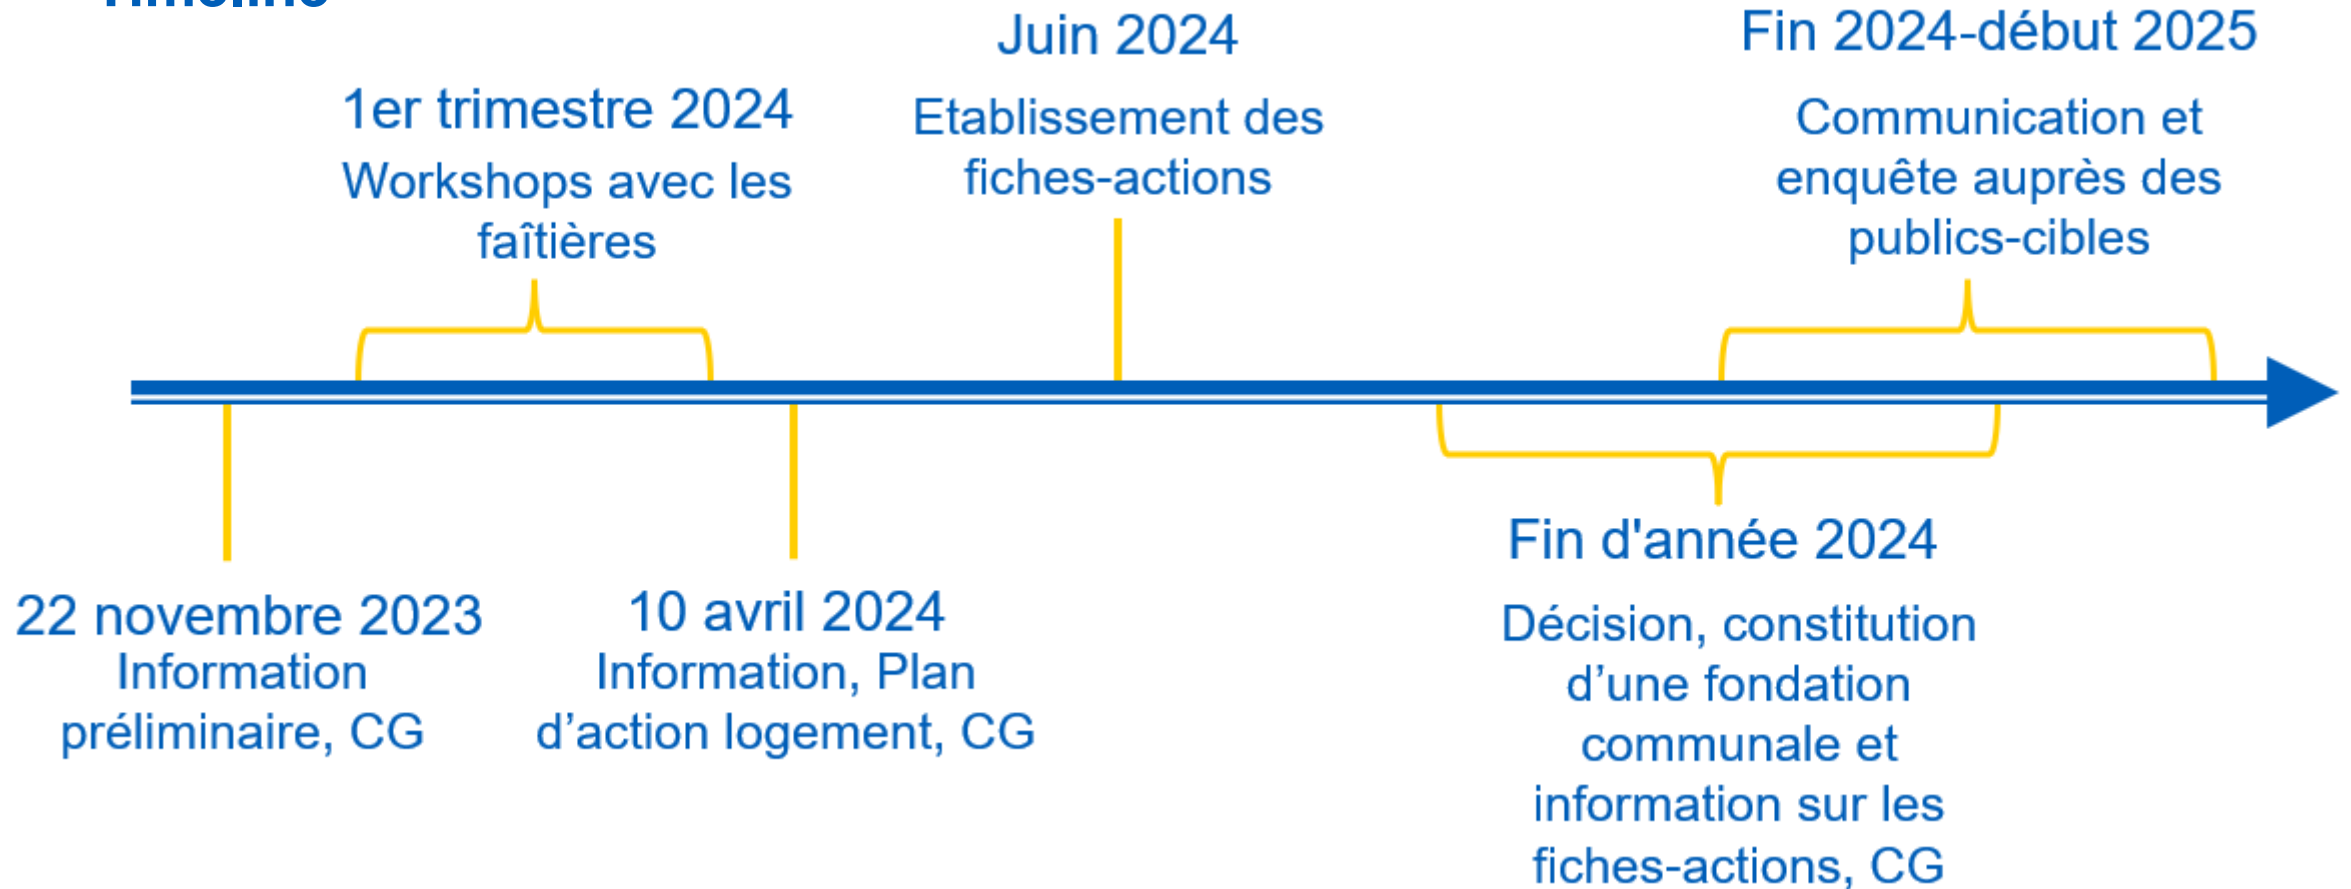 Timeline
1er trimestre 2024
Workshops avec les
faîtières
Juin 2024
Etablissement des
fiches-actions
Fin 2024-début 2025
Communication et
enquête auprès des
publics-cibles
22 novembre 2023
Information
préliminaire, CG
10 avril 2024
Information, Plan
d’action logement, CG
Fin d'année 2024
Décision, constitution
d’une fondation
communale et
information sur les
fiches-actions, CG